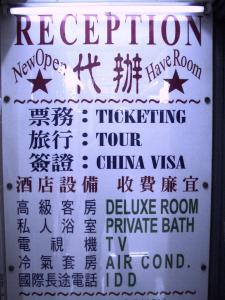 RECEPTION
New Open 代辦 Have Room
票務：TICKETING
旅行：TOUR
簽證：CHINA VISA
酒店設備 收費廉宜
高級客房 DELUXE ROOM
私人浴室 PRIVATE BATH
電視機 TV
冷氣套房 AIR COND.
國際長途電話 IDD